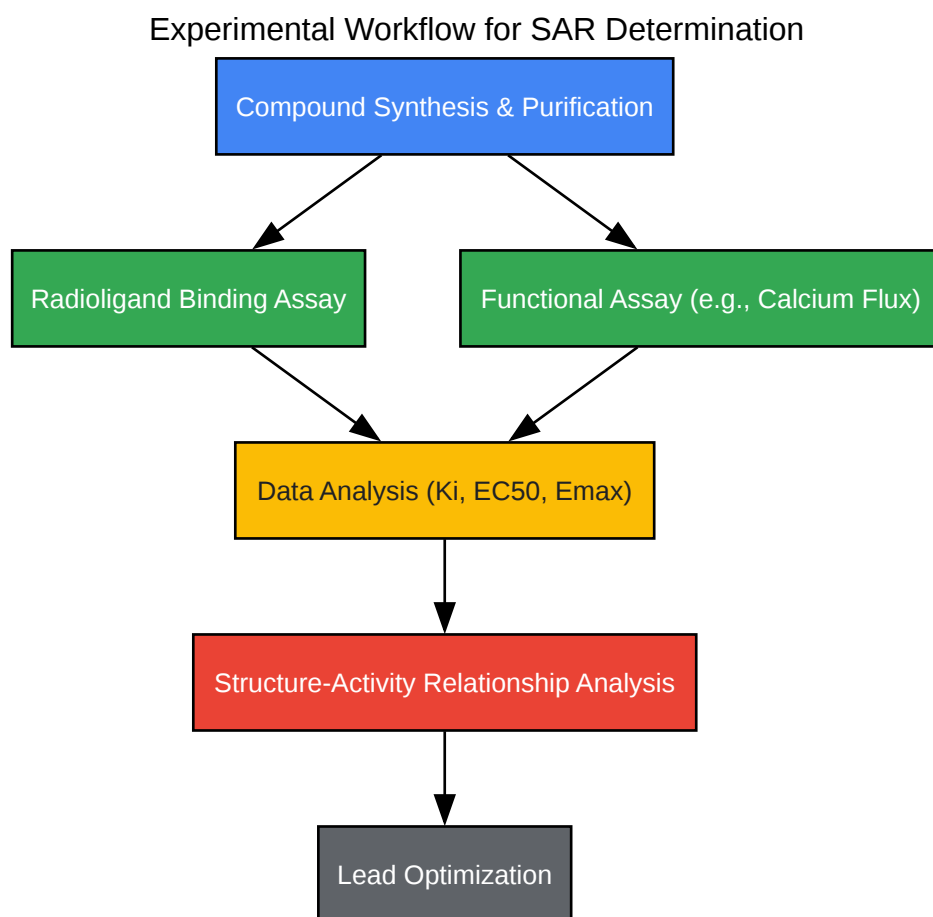 Experimental Workflow for SAR Determination
Compound Synthesis & Purification
Radioligand Binding Assay
Functional Assay (e.g., Calcium Flux)
Data Analysis (Ki, EC50, Emax)
Structure-Activity Relationship Analysis
Lead Optimization